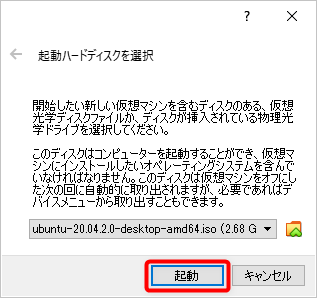 ?
起動ハードディスクを選択
開始したい新しい仮想マシンを含むディスクのある、仮想
光学ディスクファイルか、ディスクが挿入されている物理光
学ドライブを選択してください。
このディスクはコンピューターを起動することができ、仮想マ
シンにインストールしたいオペレーティングシステムを含んで
いなければなりません。このディスクは仮想マシンをオフにし
た次の回に自動的に取り出されますが、必要であればデ
バイスメニューから取り出すこともできます。
ubuntu-20.04.2.0-desktop-amd64.iso (2.68 G
起動
キャンセル